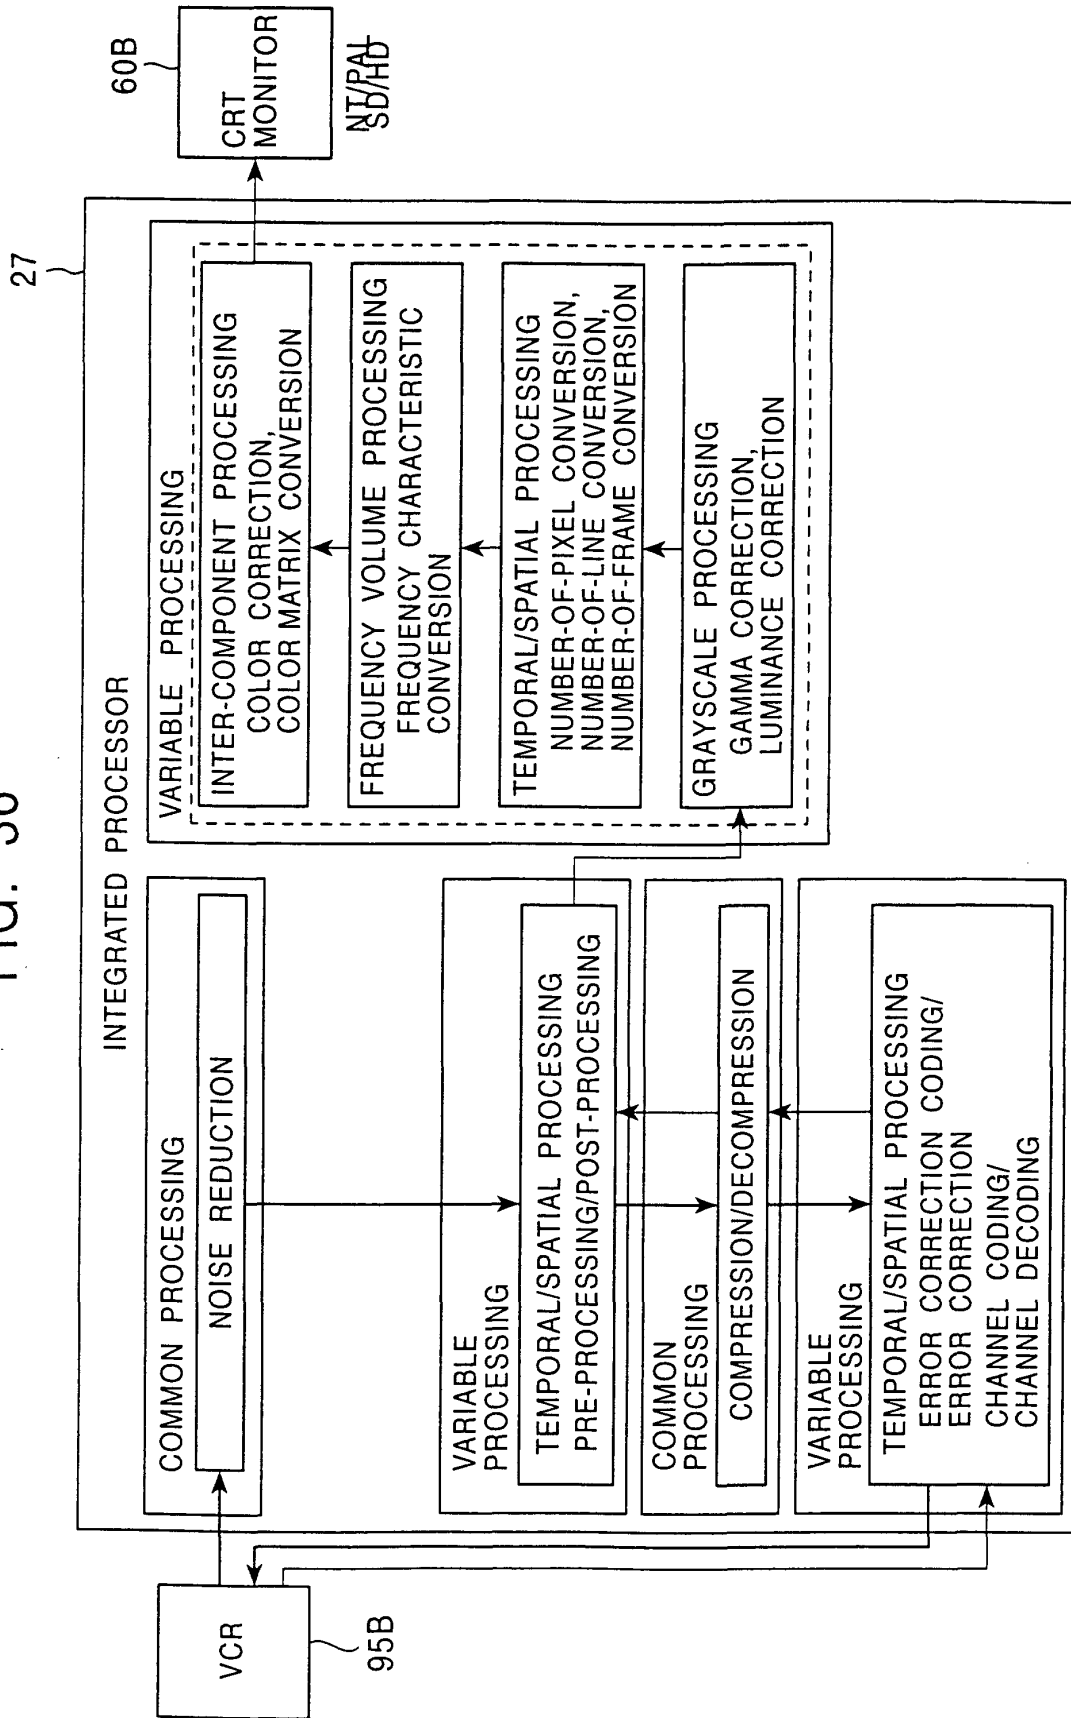 FIG. 36
27
INTEGRATED PROCESSOR
COMMON PROCESSING
NOISE REDUCTION
VARIABLE
PROCESSING
TEMPORAL/SPATIAL PROCESSING
PRE-PROCESSING/POST-PROCESSING
COMMON
PROCESSING
COMPRESSION/DECOMPRESSION
VARIABLE
PROCESSING
TEMPORAL/SPATIAL PROCESSING
ERROR CORRECTION CODING/
ERROR CORRECTION
CHANNEL CODING/
CHANNEL DECODING
VCR
95B
VARIABLE PROCESSING
INTER-COMPONENT PROCESSING
COLOR CORRECTION,
COLOR MATRIX CONVERSION
FREQUENCY VOLUME PROCESSING
FREQUENCY CHARACTERISTIC
CONVERSION
TEMPORAL/SPATIAL PROCESSING
NUMBER-OF-PIXEL CONVERSION,
NUMBER-OF-LINE CONVERSION,
NUMBER-OF-FRAME CONVERSION
GRAYSCALE PROCESSING
GAMMA CORRECTION,
LUMINANCE CORRECTION
60B
CRT
MONITOR
NT/PAL
SD/HD